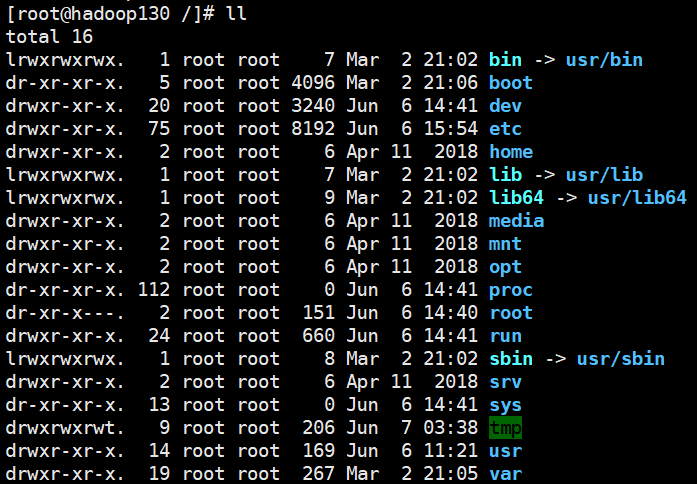 [root@hadoop130 /]# ll
total 16
lrwxrwxrwx.   1 root root    7 Mar  2 21:02 bin -> usr/bin
dr-xr-xr-x.   5 root root 4096 Mar  2 21:06 boot
drwxr-xr-x.  20 root root 3240 Jun  6 14:41 dev
drwxr-xr-x.  75 root root 8192 Jun  6 15:54 etc
drwxr-xr-x.   2 root root    6 Apr 11  2018 home
lrwxrwxrwx.   1 root root    7 Mar  2 21:02 lib -> usr/lib
lrwxrwxrwx.   1 root root    9 Mar  2 21:02 lib64 -> usr/lib64
drwxr-xr-x.   2 root root    6 Apr 11  2018 media
drwxr-xr-x.   2 root root    6 Apr 11  2018 mnt
drwxr-xr-x.   2 root root    6 Apr 11  2018 opt
dr-xr-xr-x. 112 root root    0 Jun  6 14:41 proc
dr-xr-x---.   2 root root  151 Jun  6 14:40 root
drwxr-xr-x.  24 root root  660 Jun  6 14:41 run
lrwxrwxrwx.   1 root root    8 Mar  2 21:02 sbin -> usr/sbin
drwxr-xr-x.   2 root root    6 Apr 11  2018 srv
dr-xr-xr-x.  13 root root    0 Jun  6 14:41 sys
drwxrwxrwt.   9 root root  206 Jun  7 03:38 tmp
drwxr-xr-x.  14 root root  169 Jun  6 11:21 usr
drwxr-xr-x.  19 root root  267 Mar  2 21:05 var